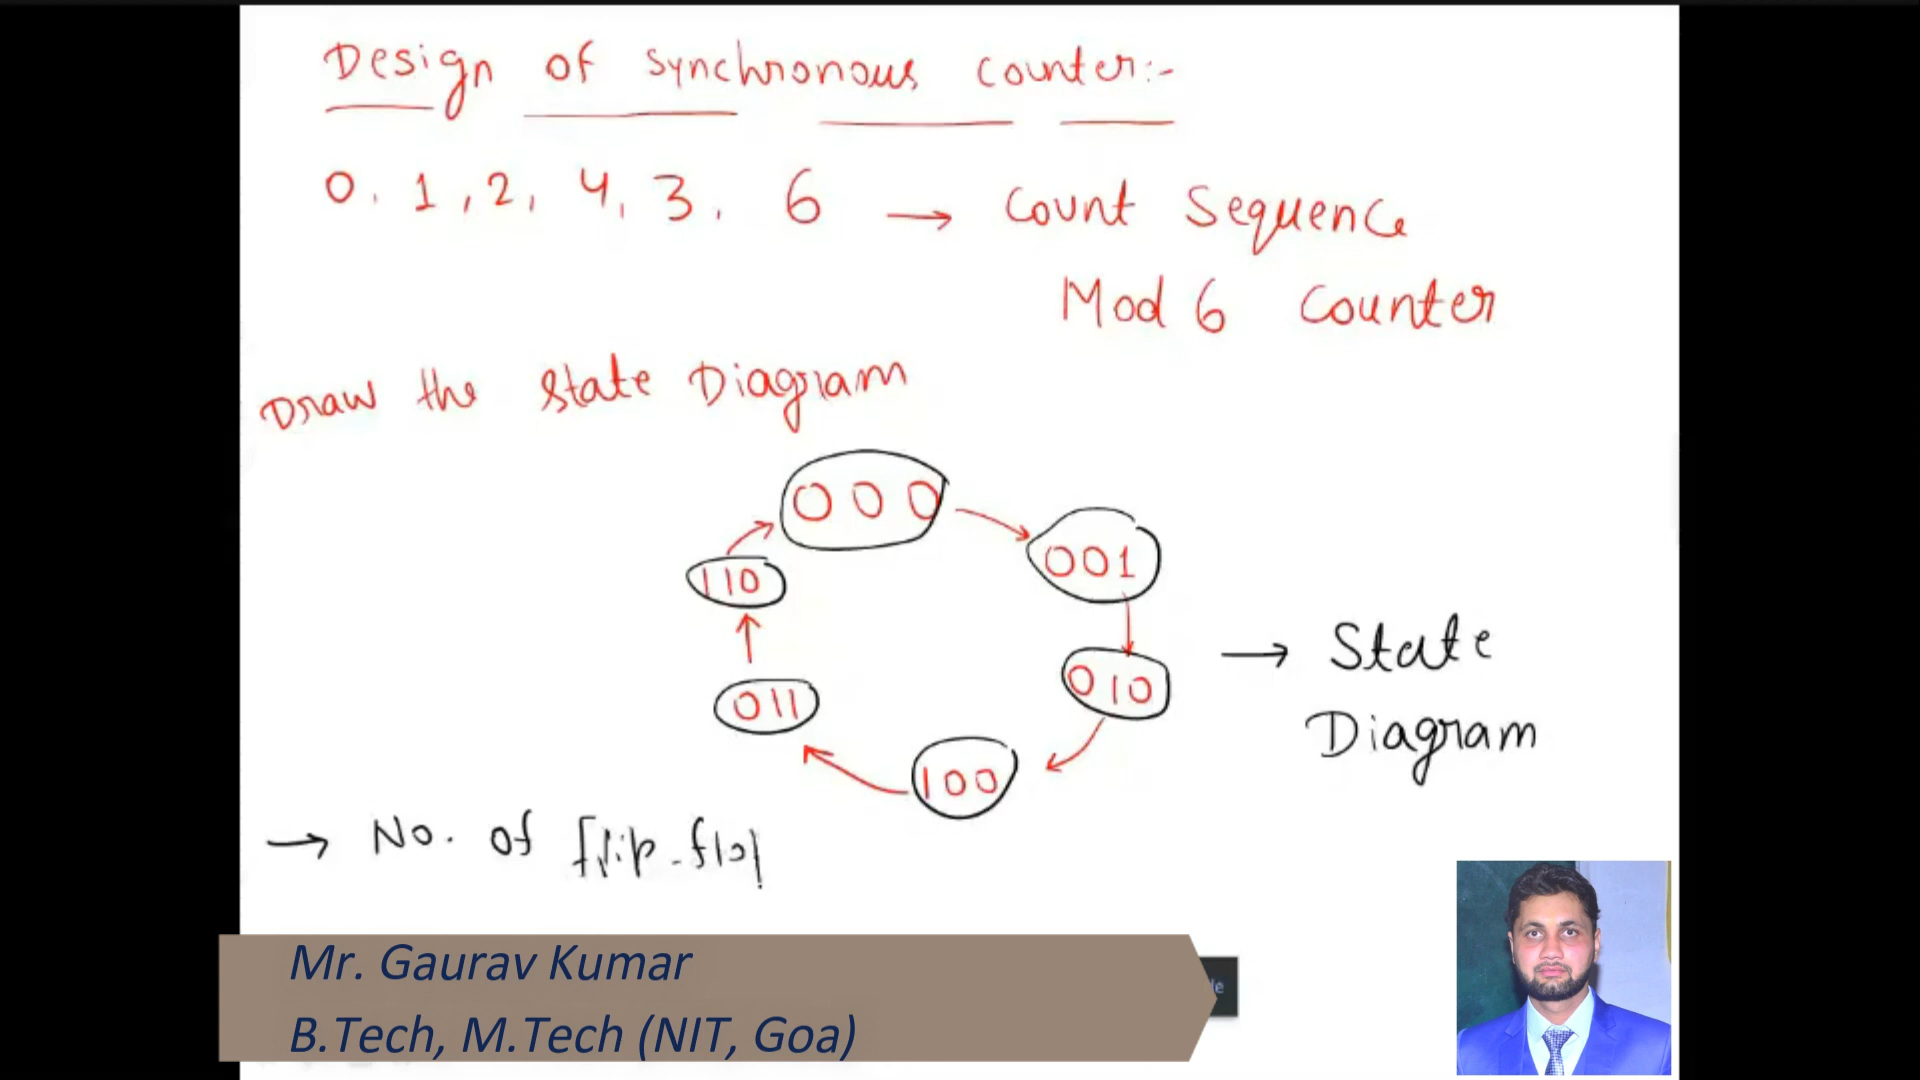 Design of synchronous counter:-
0, 1, 2, 4, 3, 6 → Count Sequence
Mod 6 Counter
Draw the State Diagram
000
001
110
010
→ State
Diagram
011
100
→ No. of flip-flop
Mr. Gaurav Kumar
B.Tech, M.Tech (NIT, Goa)